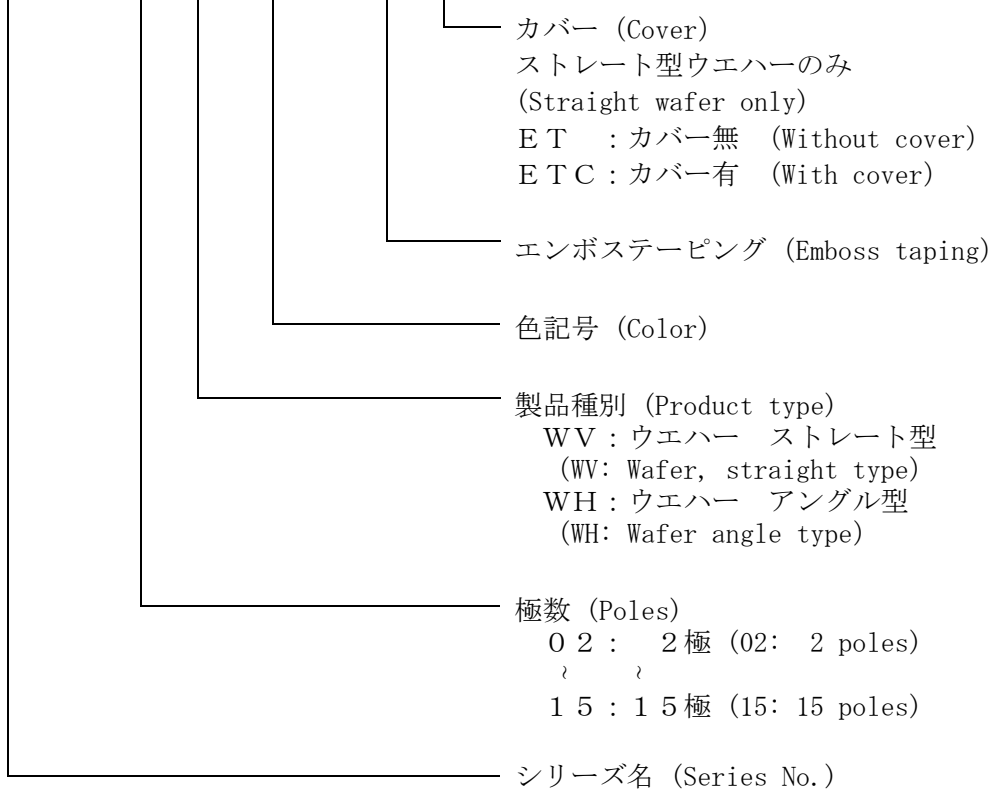 カバー (Cover)
ストレート型ウエハーのみ
(Straight wafer only)
ＥＴ　：カバー無 (Without cover)
ＥＴＣ：カバー有 (With cover)
エンボステーピング (Emboss taping)
色記号 (Color)
製品種別 (Product type)
ＷＶ：ウエハー　ストレート型
(WV: Wafer, straight type)
ＷＨ：ウエハー　アングル型
(WH: Wafer angle type)
極数 (Poles)
０２：　２極 (02: 2 poles)
～　～
１５：１５極 (15: 15 poles)
シリーズ名 (Series No.)